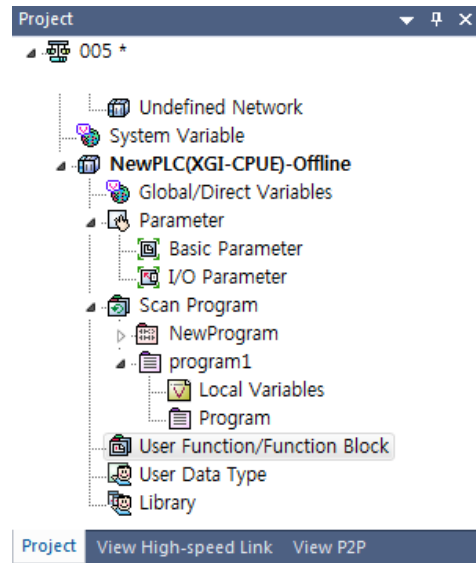 Project
005 *
Undefined Network
System Variable
NewPLC(XGI-CPUE)-Offline
Global/Direct Variables
Parameter
Basic Parameter
I/O Parameter
Scan Program
NewProgram
program1
Local Variables
Program
User Function/Function Block
User Data Type
Library
Project View High-speed Link View P2P